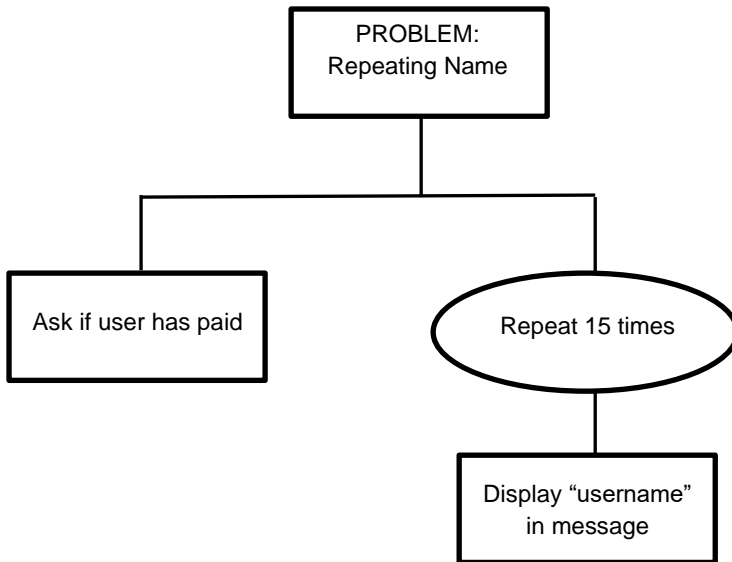 PROBLEM:
Repeating Name
Ask if user has paid
Repeat 15 times
Display “username”
in message